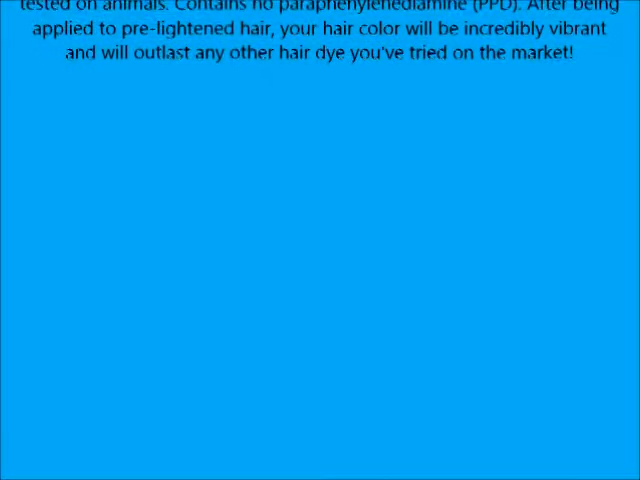 tested on animals. Contains no paraphenylenediamine (PPD). After being
applied to pre-lightened hair, your hair color will be incredibly vibrant
and will outlast any other hair dye you've tried on the market!